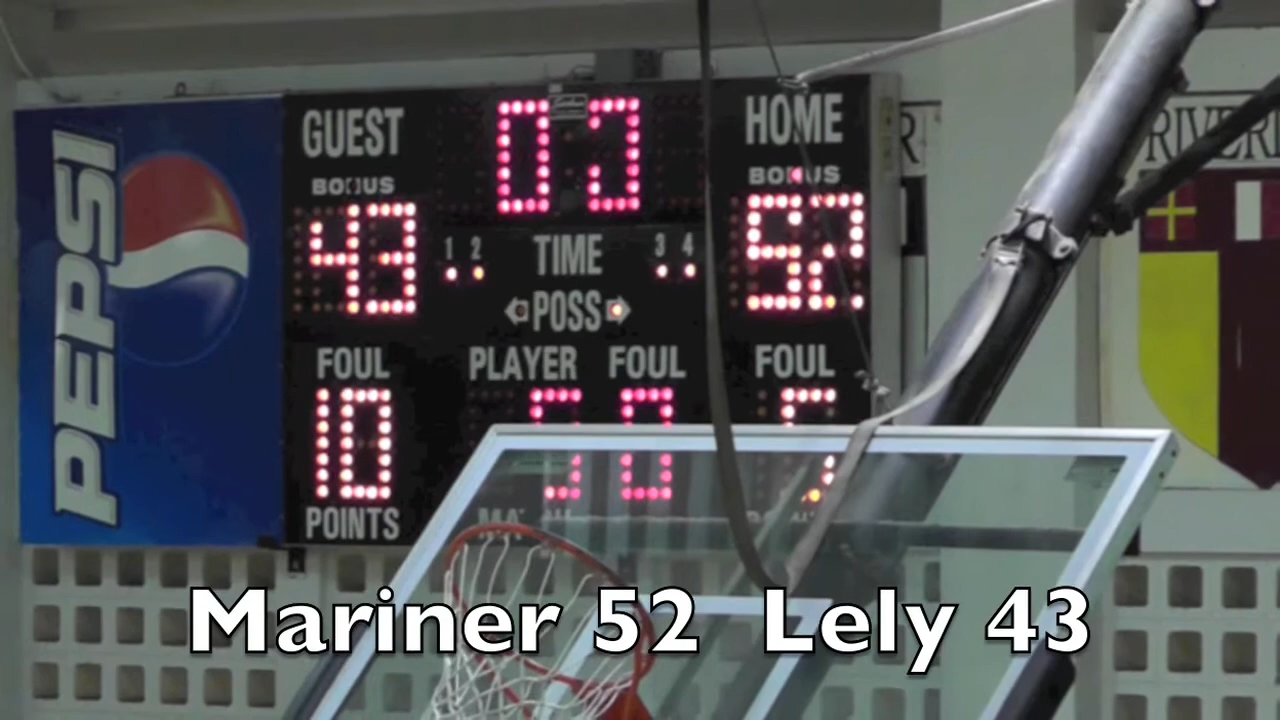 PEPSI
GUEST
HOME
BONUS
BONUS
43
52
1 2
TIME
3 4
POSS
FOUL
PLAYER FOUL
FOUL
10
POINTS
Mariner 52 Lely 43